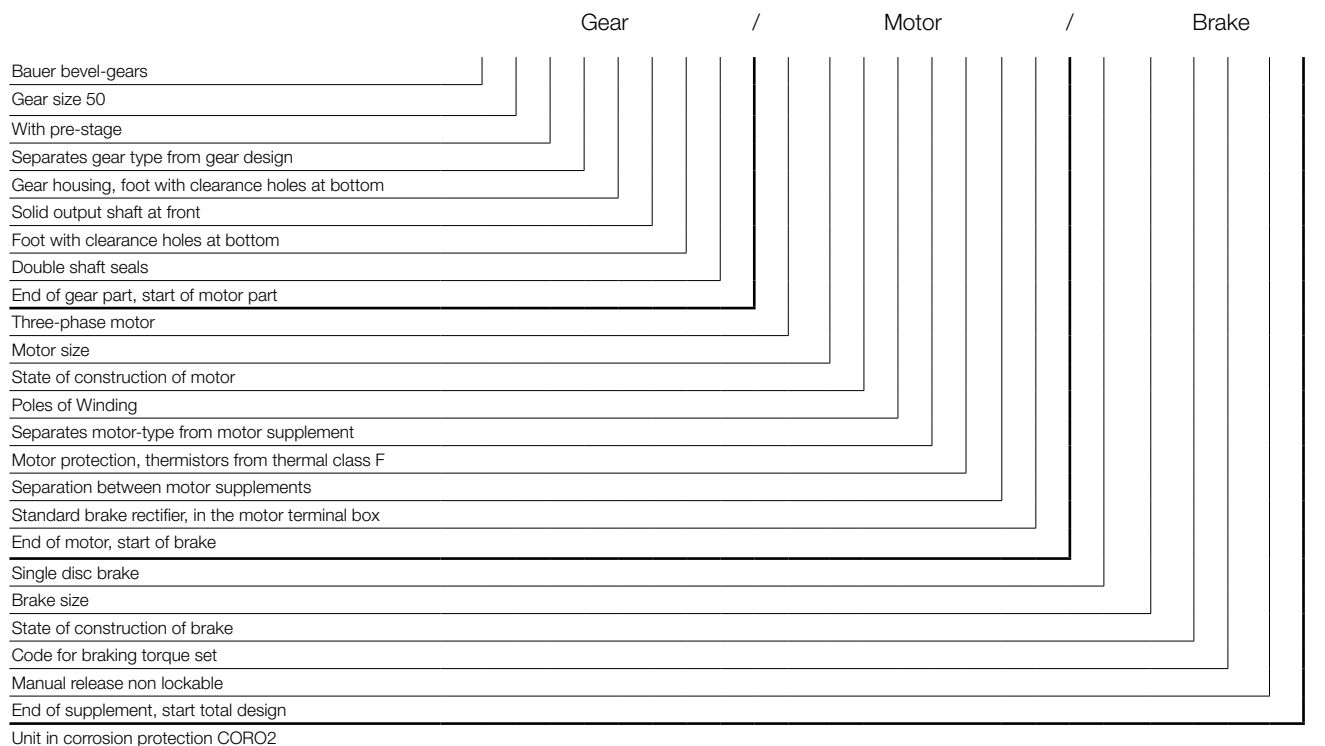 Gear / Motor / Brake
Bauer bevel-gears
Gear size 50
With pre-stage
Separates gear type from gear design
Gear housing, foot with clearance holes at bottom
Solid output shaft at front
Foot with clearance holes at bottom
Double shaft seals
End of gear part, start of motor part
Three-phase motor
Motor size
State of construction of motor
Poles of Winding
Separates motor-type from motor supplement
Motor protection, thermistors from thermal class F
Separation between motor supplements
Standard brake rectifier, in the motor terminal box
End of motor, start of brake
Single disc brake
Brake size
State of construction of brake
Code for braking torque set
Manual release non lockable
End of supplement, start total design
Unit in corrosion protection CORO2